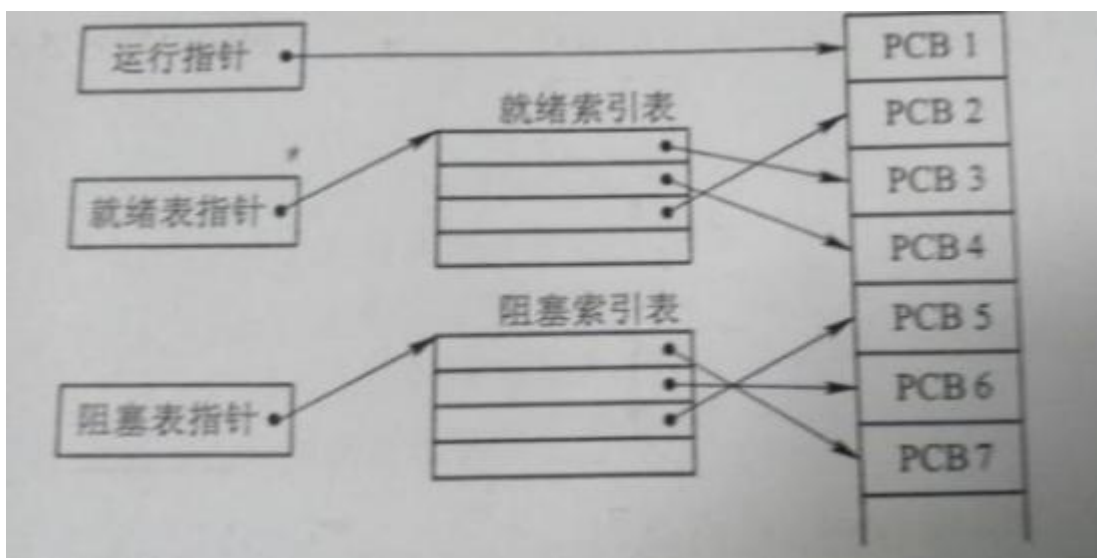 运行指针
PCB 1
就绪索引表
PCB 2
PCB 3
就绪表指针
PCB 4
阻塞索引表
PCB 5
PCB 6
阻塞表指针
PCB 7